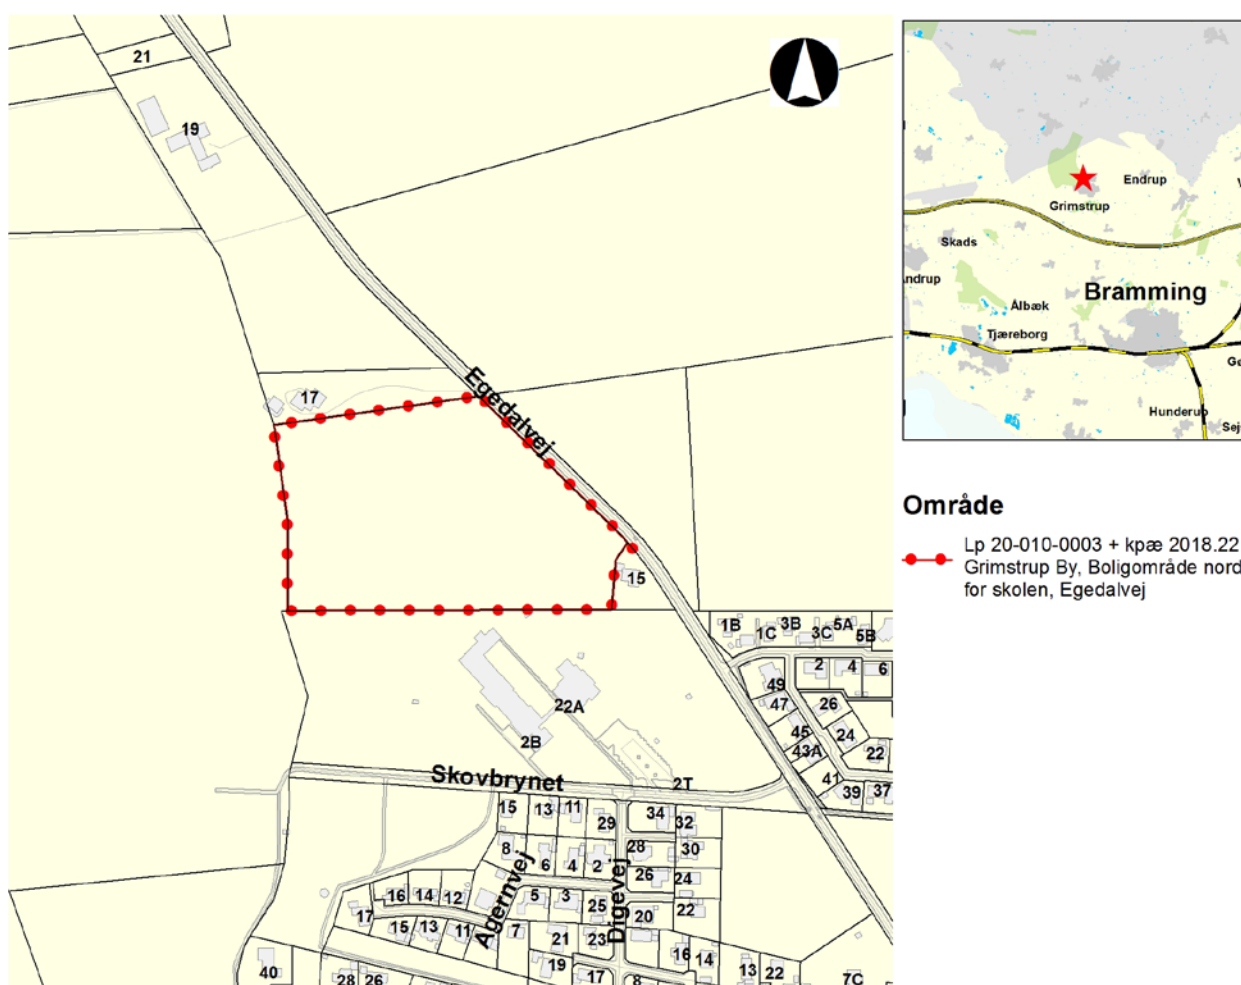 21
19
17
Egedalvej
15
1B
1C
3B
3C
5A
5B
2
4
6
49
47
45
43A
41
26
24
22
39
37
22A
2B
Skovbrynet
2T
15
13
11
29
34
32
8
6
4
2
28
30
26
24
16
14
12
5
3
25
20
22
17
15
13
11
Agernvej
7
21
23
Digevej
16
14
19
17
8
13
22
7C
40
28
26
Endrup
Grimstrup
Skads
Ålbæk
Bramming
Tjæreborg
Hunderup
Område
Lp 20-010-0003 + kpæ 2018.22
Grimstrup By, Boligområde nord
for skolen, Egedalvej